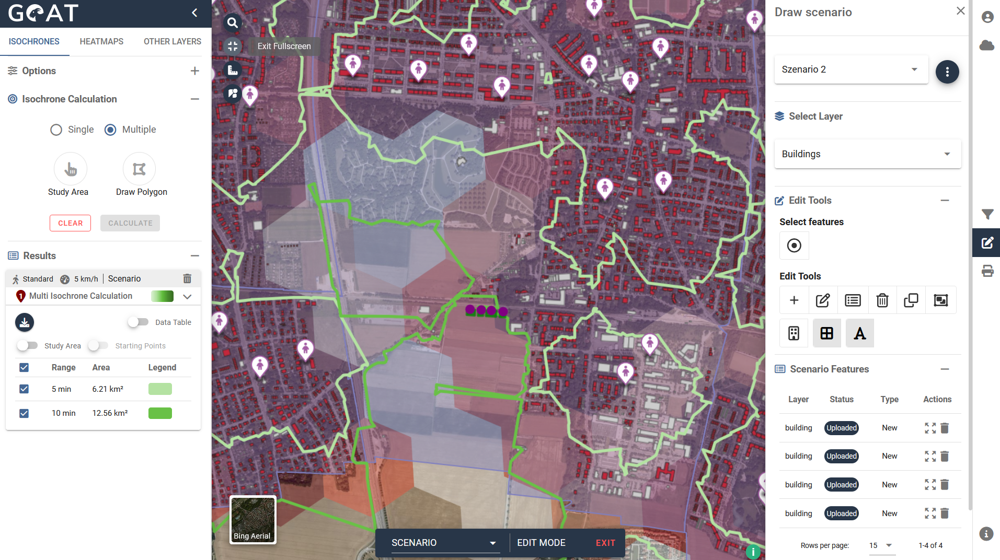 GOAT
ISOCHRONES HEATMAPS OTHER LAYERS
Options
Isochrone Calculation
Single Multiple
Study Area Draw Polygon
CLEAR CALCULATE
Results
Standard 5 km/h Scenario
1 Multi Isochrone Calculation
Data Table
Study Area Starting Points
Range Area Legend
5 min 6.21 km²
10 min 12.56 km²
Exit Fullscreen
Bing Aerial
SCENARIO EDIT MODE EXIT
Draw scenario
Szenario 2
Select Layer
Buildings
Edit Tools
Select features
Edit Tools
A
Scenario Features
Layer Status Type Actions
building Uploaded New
building Uploaded New
building Uploaded New
building Uploaded New
Rows per page: 15 1-4 of 4